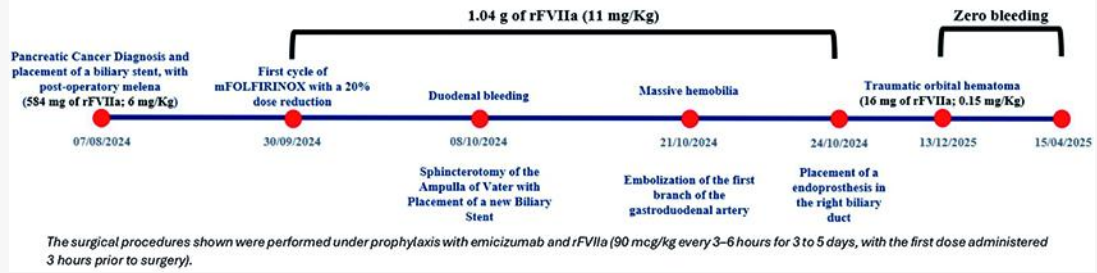 1.04 g of rFVIIa (11 mg/Kg)
Zero bleeding
Pancreatic Cancer Diagnosis and
placement of a biliary stent, with
post-operatory melena
(584 mg of rFVIIa; 6 mg/Kg)
First cycle of
mFOLFIRINOX with a 20%
dose reduction
Duodenal bleeding
Massive hemobilia
Traumatic orbital hematoma
(16 mg of rFVIIa; 0.15 mg/Kg)
07/08/2024
30/09/2024
08/10/2024
21/10/2024
24/10/2024
13/12/2025
15/04/2025
Sphincterotomy of the
Ampulla of Vater with
Placement of a new Biliary
Stent
Embolization of the first
branch of the
gastroduodenal artery
Placement of a
endoprosthesis in
the right biliary
duct
The surgical procedures shown were performed under prophylaxis with emicizumab and rFVIIa (90 mcg/kg every 3–6 hours for 3 to 5 days, with the first dose administered
3 hours prior to surgery).